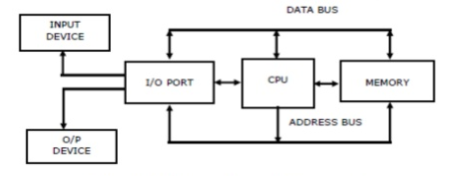 DATA BUS
INPUT
DEVICE
I/O PORT
CPU
MEMORY
ADDRESS BUS
O/P
DEVICE